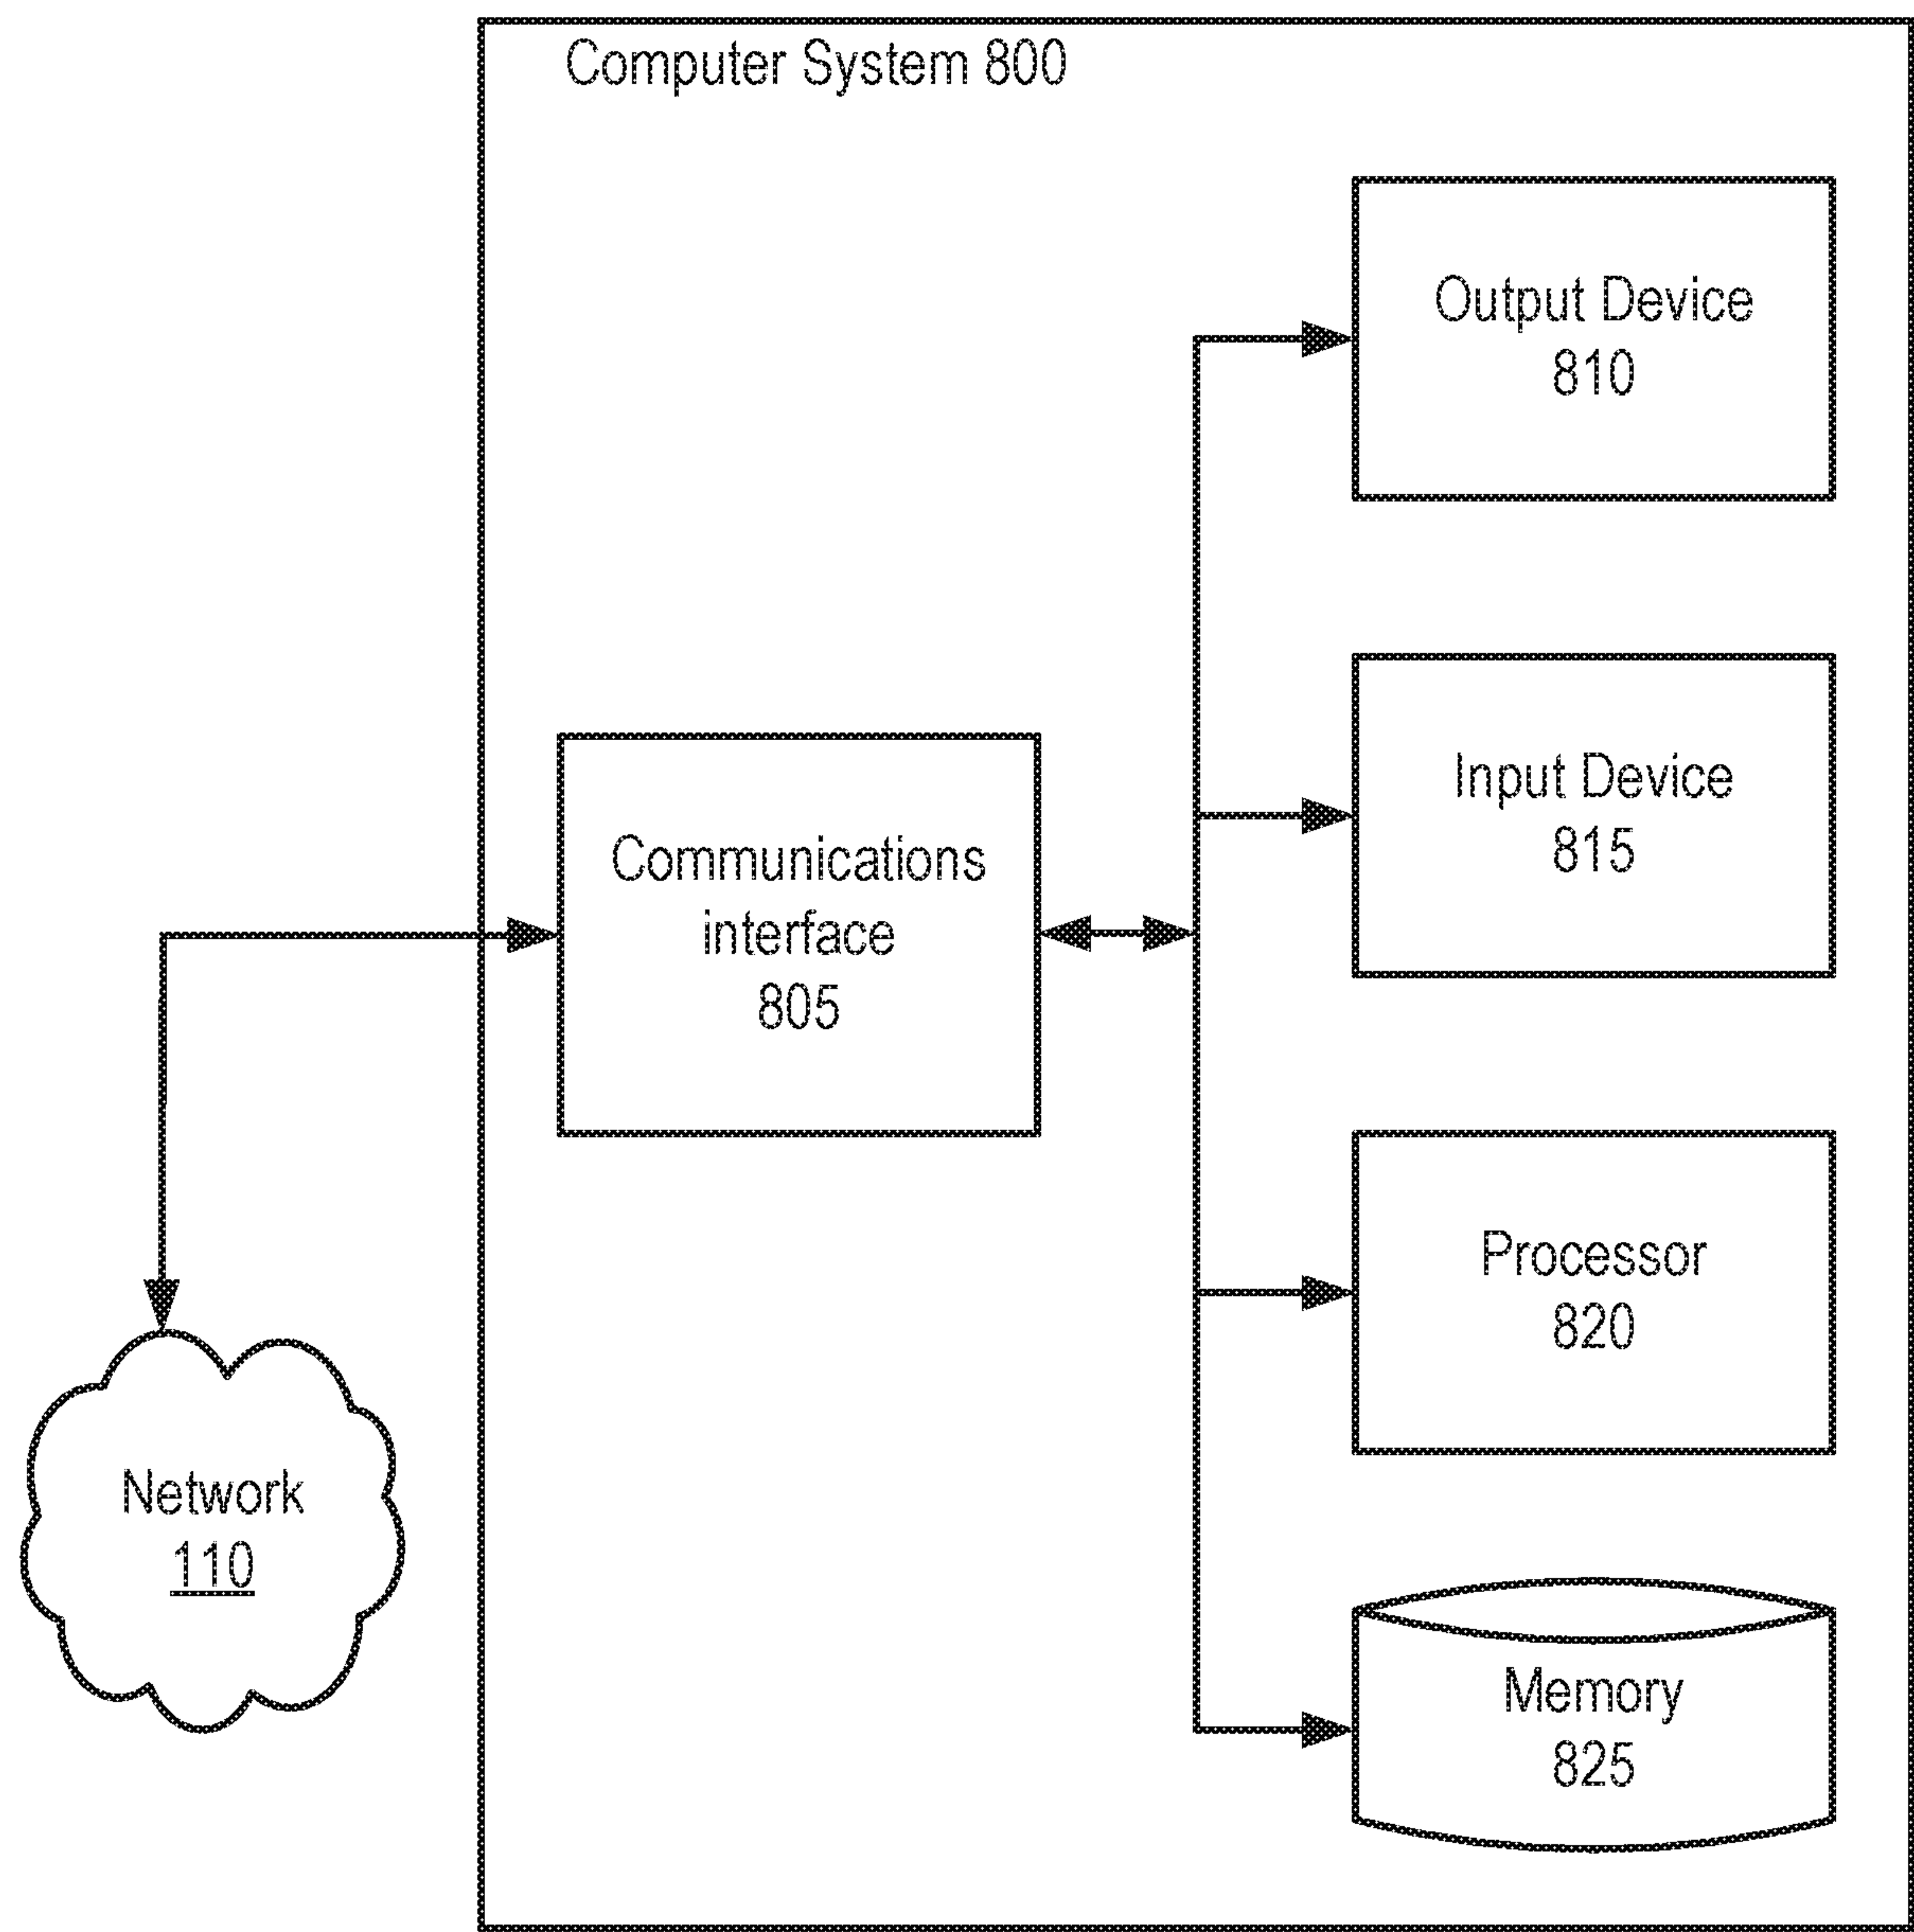 Computer System 800
Output Device
810
Input Device
815
Communications
interface
805
Processor
820
Network
110
Memory
825